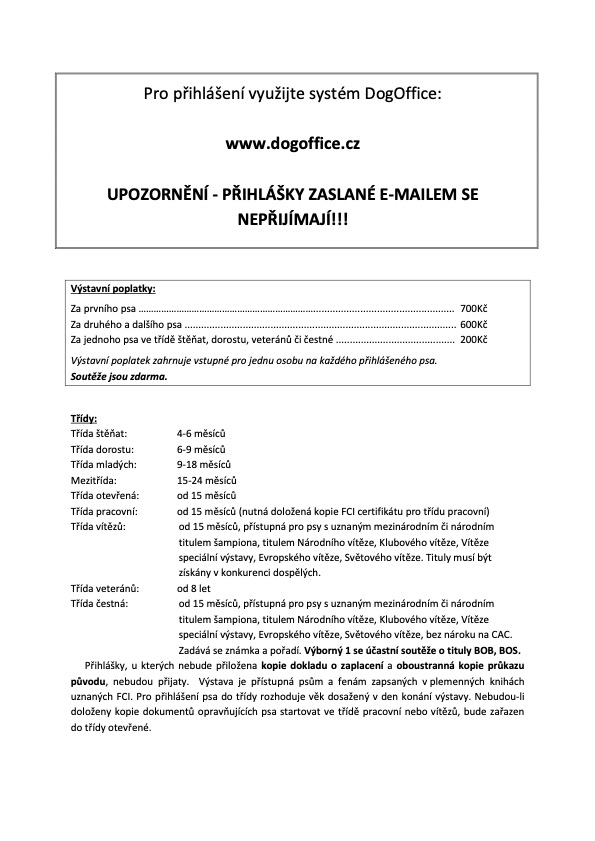 Pro přihlášení využijte systém DogOffice:
www.dogoffice.cz
UPOZORNĚNÍ - PŘIHLÁŠKY ZASLANÉ E-MAILEM SE
NEPŘIJÍMAJÍ!!!
Výstavní poplatky:
Za prvního psa ................................................................................................ 700Kč
Za druhého a dalšího psa .................................................................................. 600Kč
Za jednoho psa ve třídě štěňat, dorostu, veteránů či čestné ........................................... 200Kč
Výstavní poplatek zahrnuje vstupné pro jednu osobu na každého přihlášeného psa.
Soutěže jsou zdarma.
Třídy:
Třída štěňat: 4-6 měsíců
Třída dorostu: 6-9 měsíců
Třída mladých: 9-18 měsíců
Mezitřída: 15-24 měsíců
Třída otevřená: od 15 měsíců
Třída pracovní: od 15 měsíců (nutná doložená kopie FCI certifikátu pro třídu pracovní)
Třída vítězů: od 15 měsíců, přístupná pro psy s uznaným mezinárodním či národním
titulem šampiona, titulem Národního vítěze, Klubového vítěze, Vítěze
speciální výstavy, Evropského vítěze, Světového vítěze. Tituly musí být
získány v konkurenci dospělých.
Třída veteránů: od 8 let
Třída čestná: od 15 měsíců, přístupná pro psy s uznaným mezinárodním či národním
titulem šampiona, titulem Národního vítěze, Klubového vítěze, Vítěze
speciální výstavy, Evropského vítěze, Světového vítěze, bez nároku na CAC.
Zadává se známka a pořadí. Výborný 1 se účastní soutěže o tituly BOB, BOS.
Přihlášky, u kterých nebude přiložena kopie dokladu o zaplacení a oboustranná kopie průkazu
původu, nebudou přijaty. Výstava je přístupná psům a fenám zapsaných v plemenných knihách
uznaných FCI. Pro přihlášení psa do třídy rozhoduje věk dosažený v den konání výstavy. Nebudou-li
doloženy kopie dokumentů opravňujících psa startovat ve třídě pracovní nebo vítězů, bude zařazen
do třídy otevřené.